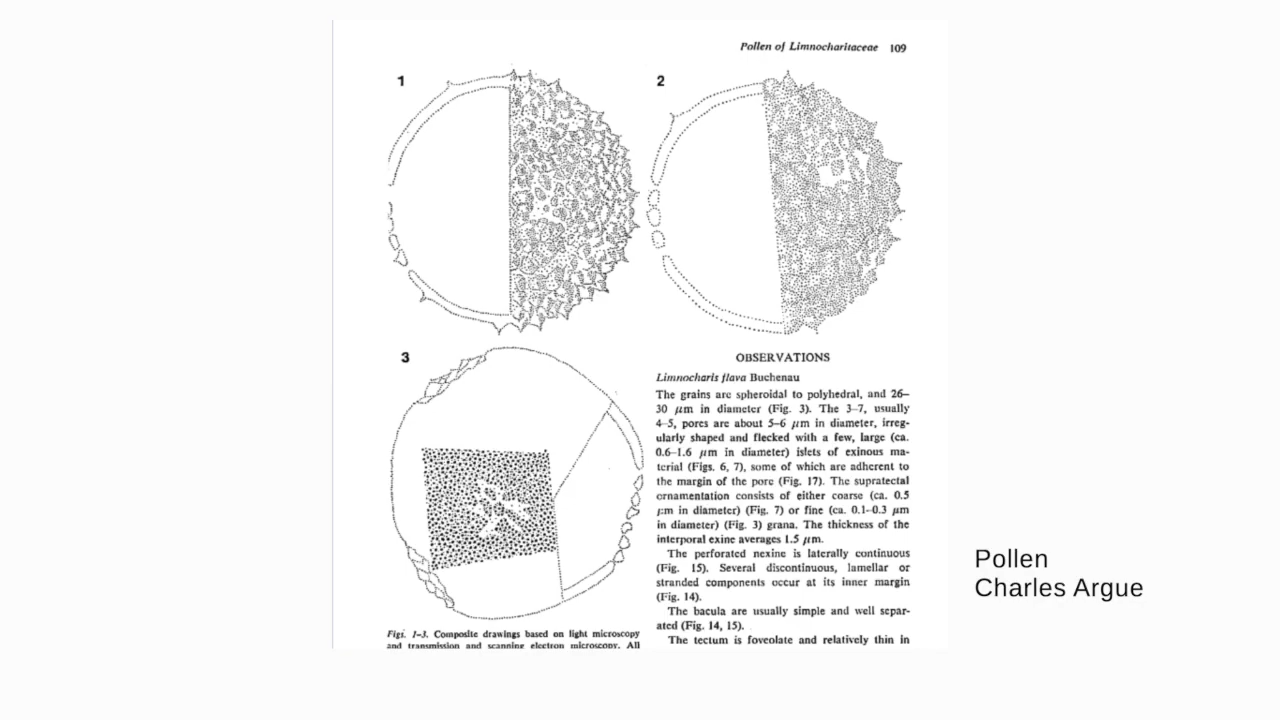 Pollen of Limnocharitaceae 109
1
2
3
Figs. 1–3. Composite drawings based on light microscopy
and transmission and scanning electron microscopy. All
OBSERVATIONS
Limnocharis flava Buchenau
The grains are spheroidal to polyhedral, and 26–
30 μm in diameter (Fig. 3). The 3–7, usually
4–5, pores are about 5–6 μm in diameter, irreg-
ularly shaped and flecked with a few, large (ca.
0.6–1.6 μm in diameter) islets of exinous ma-
terial (Figs. 6, 7), some of which are adherent to
the margin of the pore (Fig. 17). The supratectal
ornamentation consists of either coarse (ca. 0.5
μm in diameter) (Fig. 7) or fine (ca. 0.1–0.3 μm
in diameter) (Fig. 3) grana. The thickness of the
interporal exine averages 1.5 μm.
The perforated nexine is laterally continuous
(Fig. 15). Several discontinuous, lamellar or
stranded components occur at its inner margin
(Fig. 14).
The bacula are usually simple and well separ-
ated (Fig. 14, 15).
The tectum is foveolate and relatively thin in
Pollen
Charles Argue